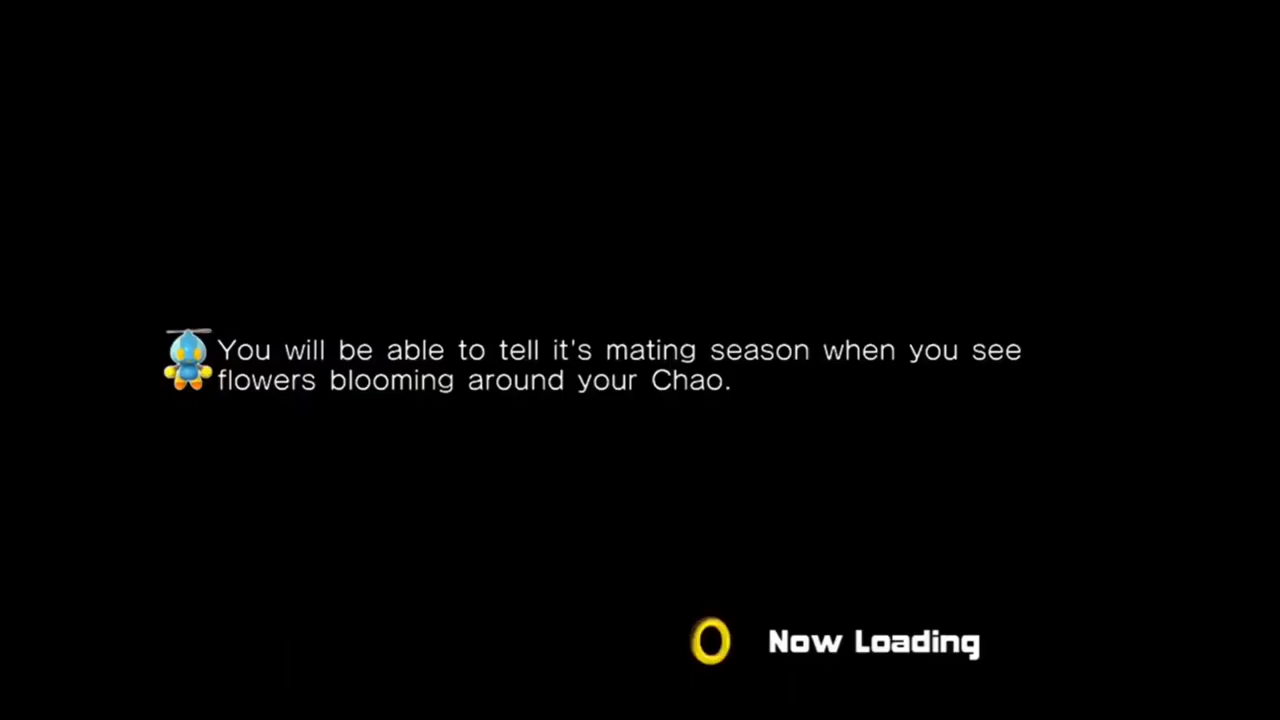 You will be able to tell it's mating season when you see
flowers blooming around your Chao.
Now Loading